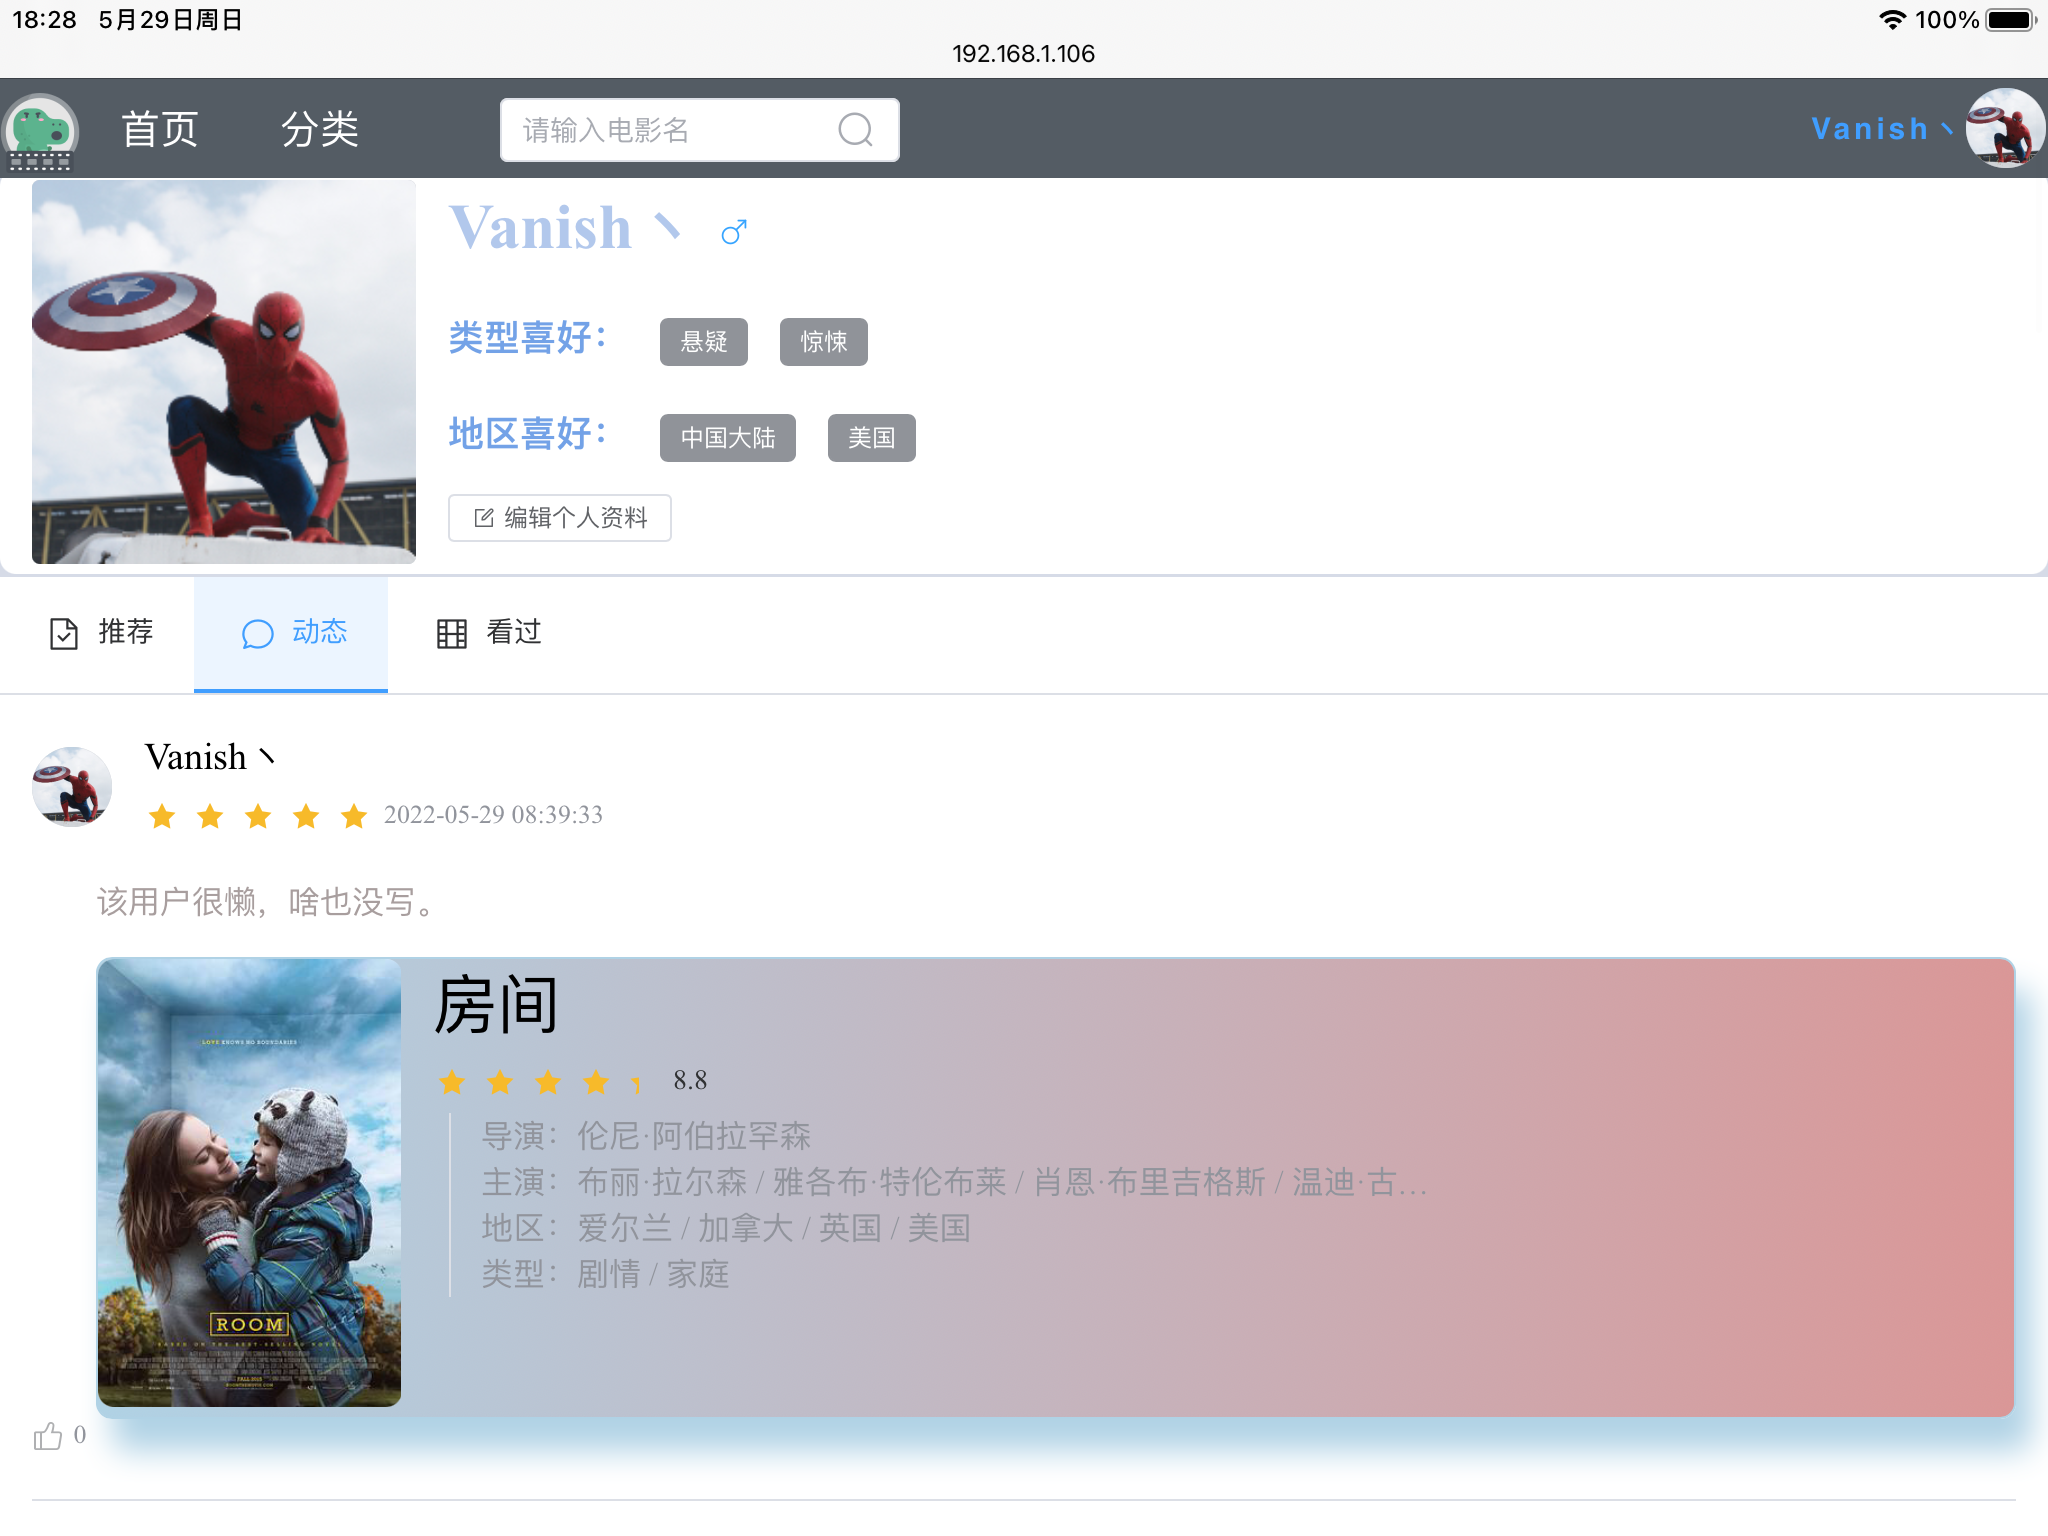 18:28 5月29日周日
100%
192.168.1.106
首页 分类 请输入电影名 Vanish丶
Vanish丶
类型喜好： 悬疑 惊悚
地区喜好： 中国大陆 美国
编辑个人资料
推荐 动态 看过
Vanish丶
2022-05-29 08:39:33
该用户很懒，啥也没写。
LOVE KNOWS NO BOUNDARIES
ROOM
BASED ON THE BEST-SELLING NOVEL
房间
8.8
导演：伦尼·阿伯拉罕森
主演：布丽·拉尔森 / 雅各布·特伦布莱 / 肖恩·布里吉格斯 / 温迪·古…
地区：爱尔兰 / 加拿大 / 英国 / 美国
类型：剧情 / 家庭
0